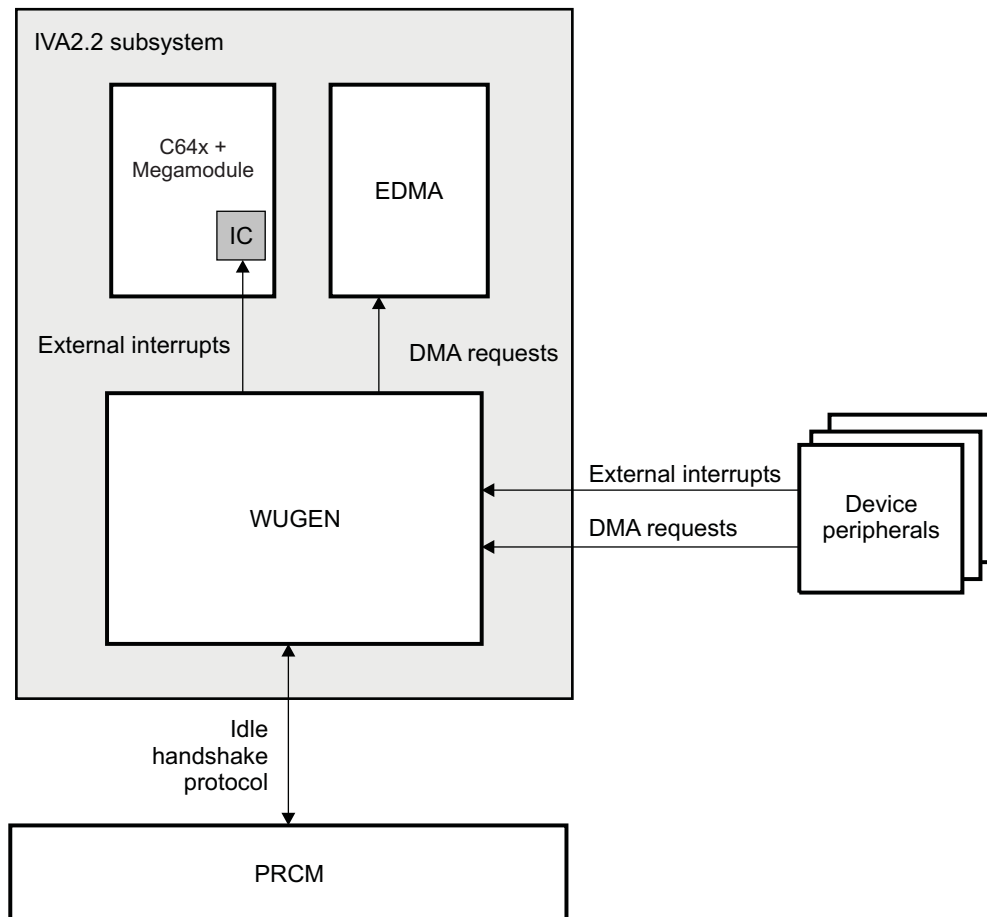 IVA2.2 subsystem
C64x +
Megamodule
IC
EDMA
External interrupts
DMA requests
WUGEN
External interrupts
DMA requests
Device
peripherals
Idle
handshake
protocol
PRCM